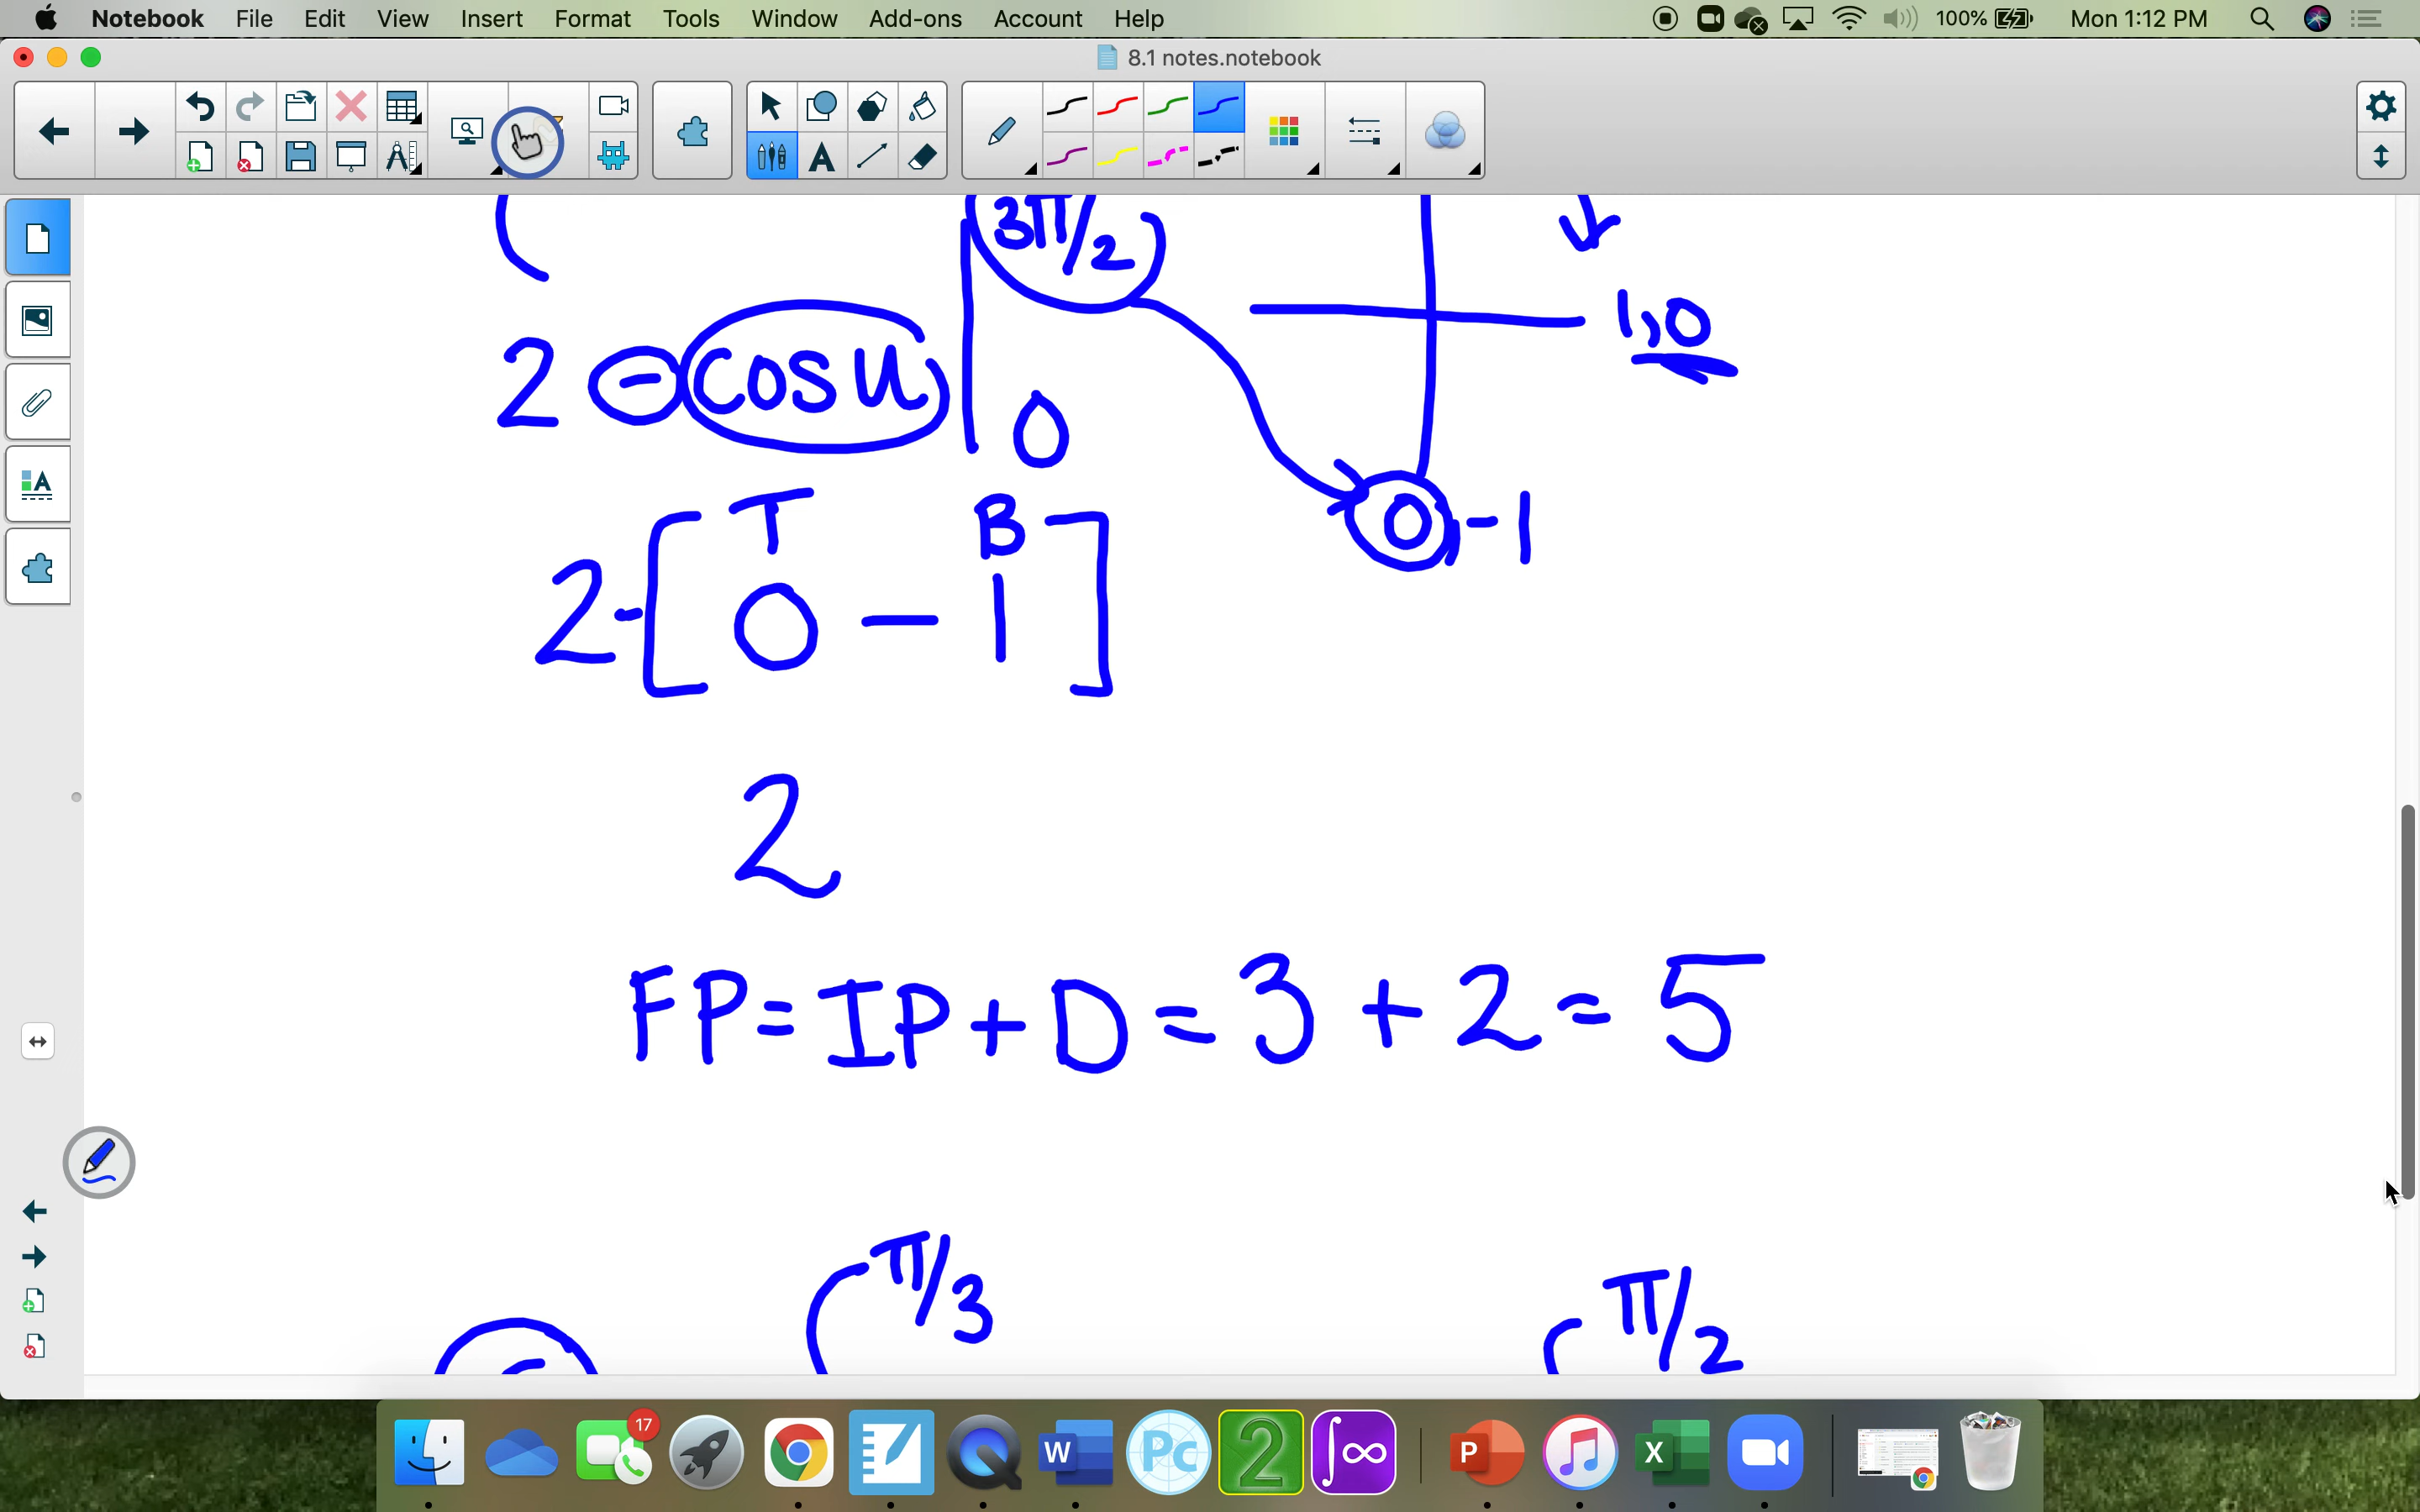 Notebook File Edit View Insert Format Tools Window Add-ons Account Help 100% Mon 1:12 PM
8.1 notes.notebook
A
A
3π/2
1,0
2 - cos u | 0
0, -1
T B
2-[ 0 - 1 ]
2
FP = IP + D = 3 + 2 = 5
π/3
π/2
17
W Pc 2 ∫∞ P X